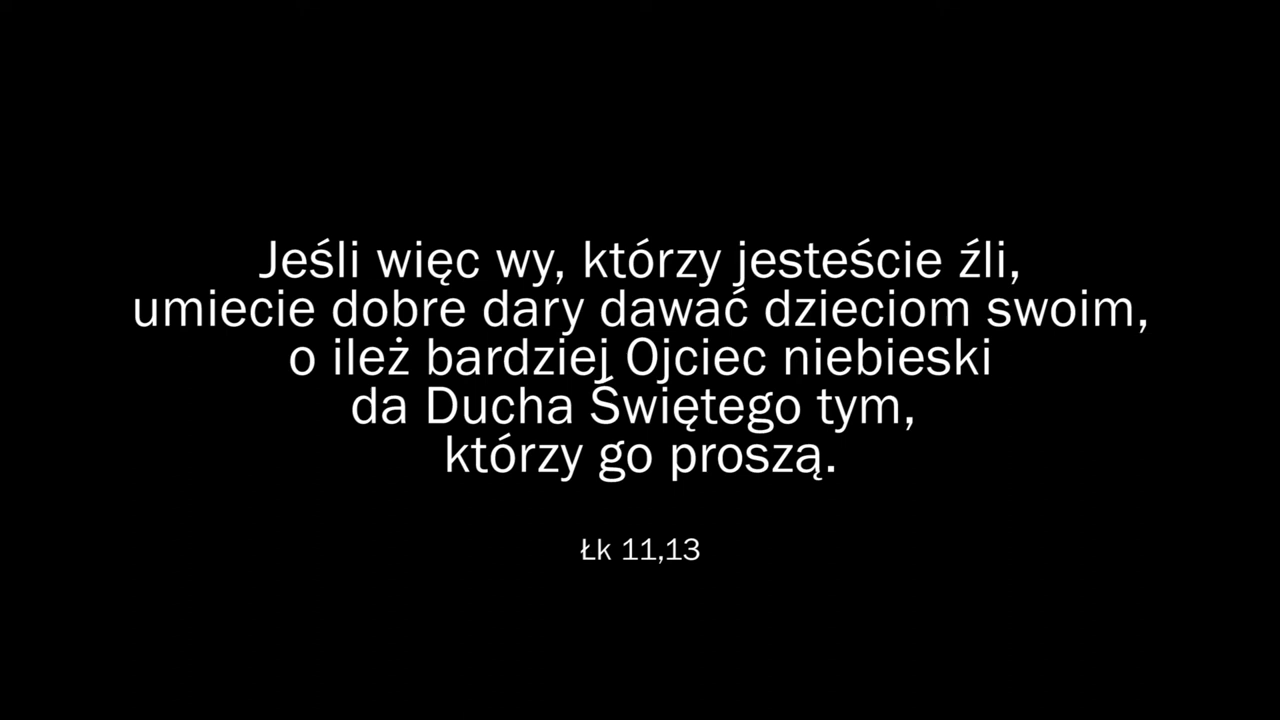 Jeśli więc wy, którzy jesteście źli,
umiecie dobre dary dawać dzieciom swoim,
o ileż bardziej Ojciec niebieski
da Ducha Świętego tym,
którzy go proszą.
Łk 11,13